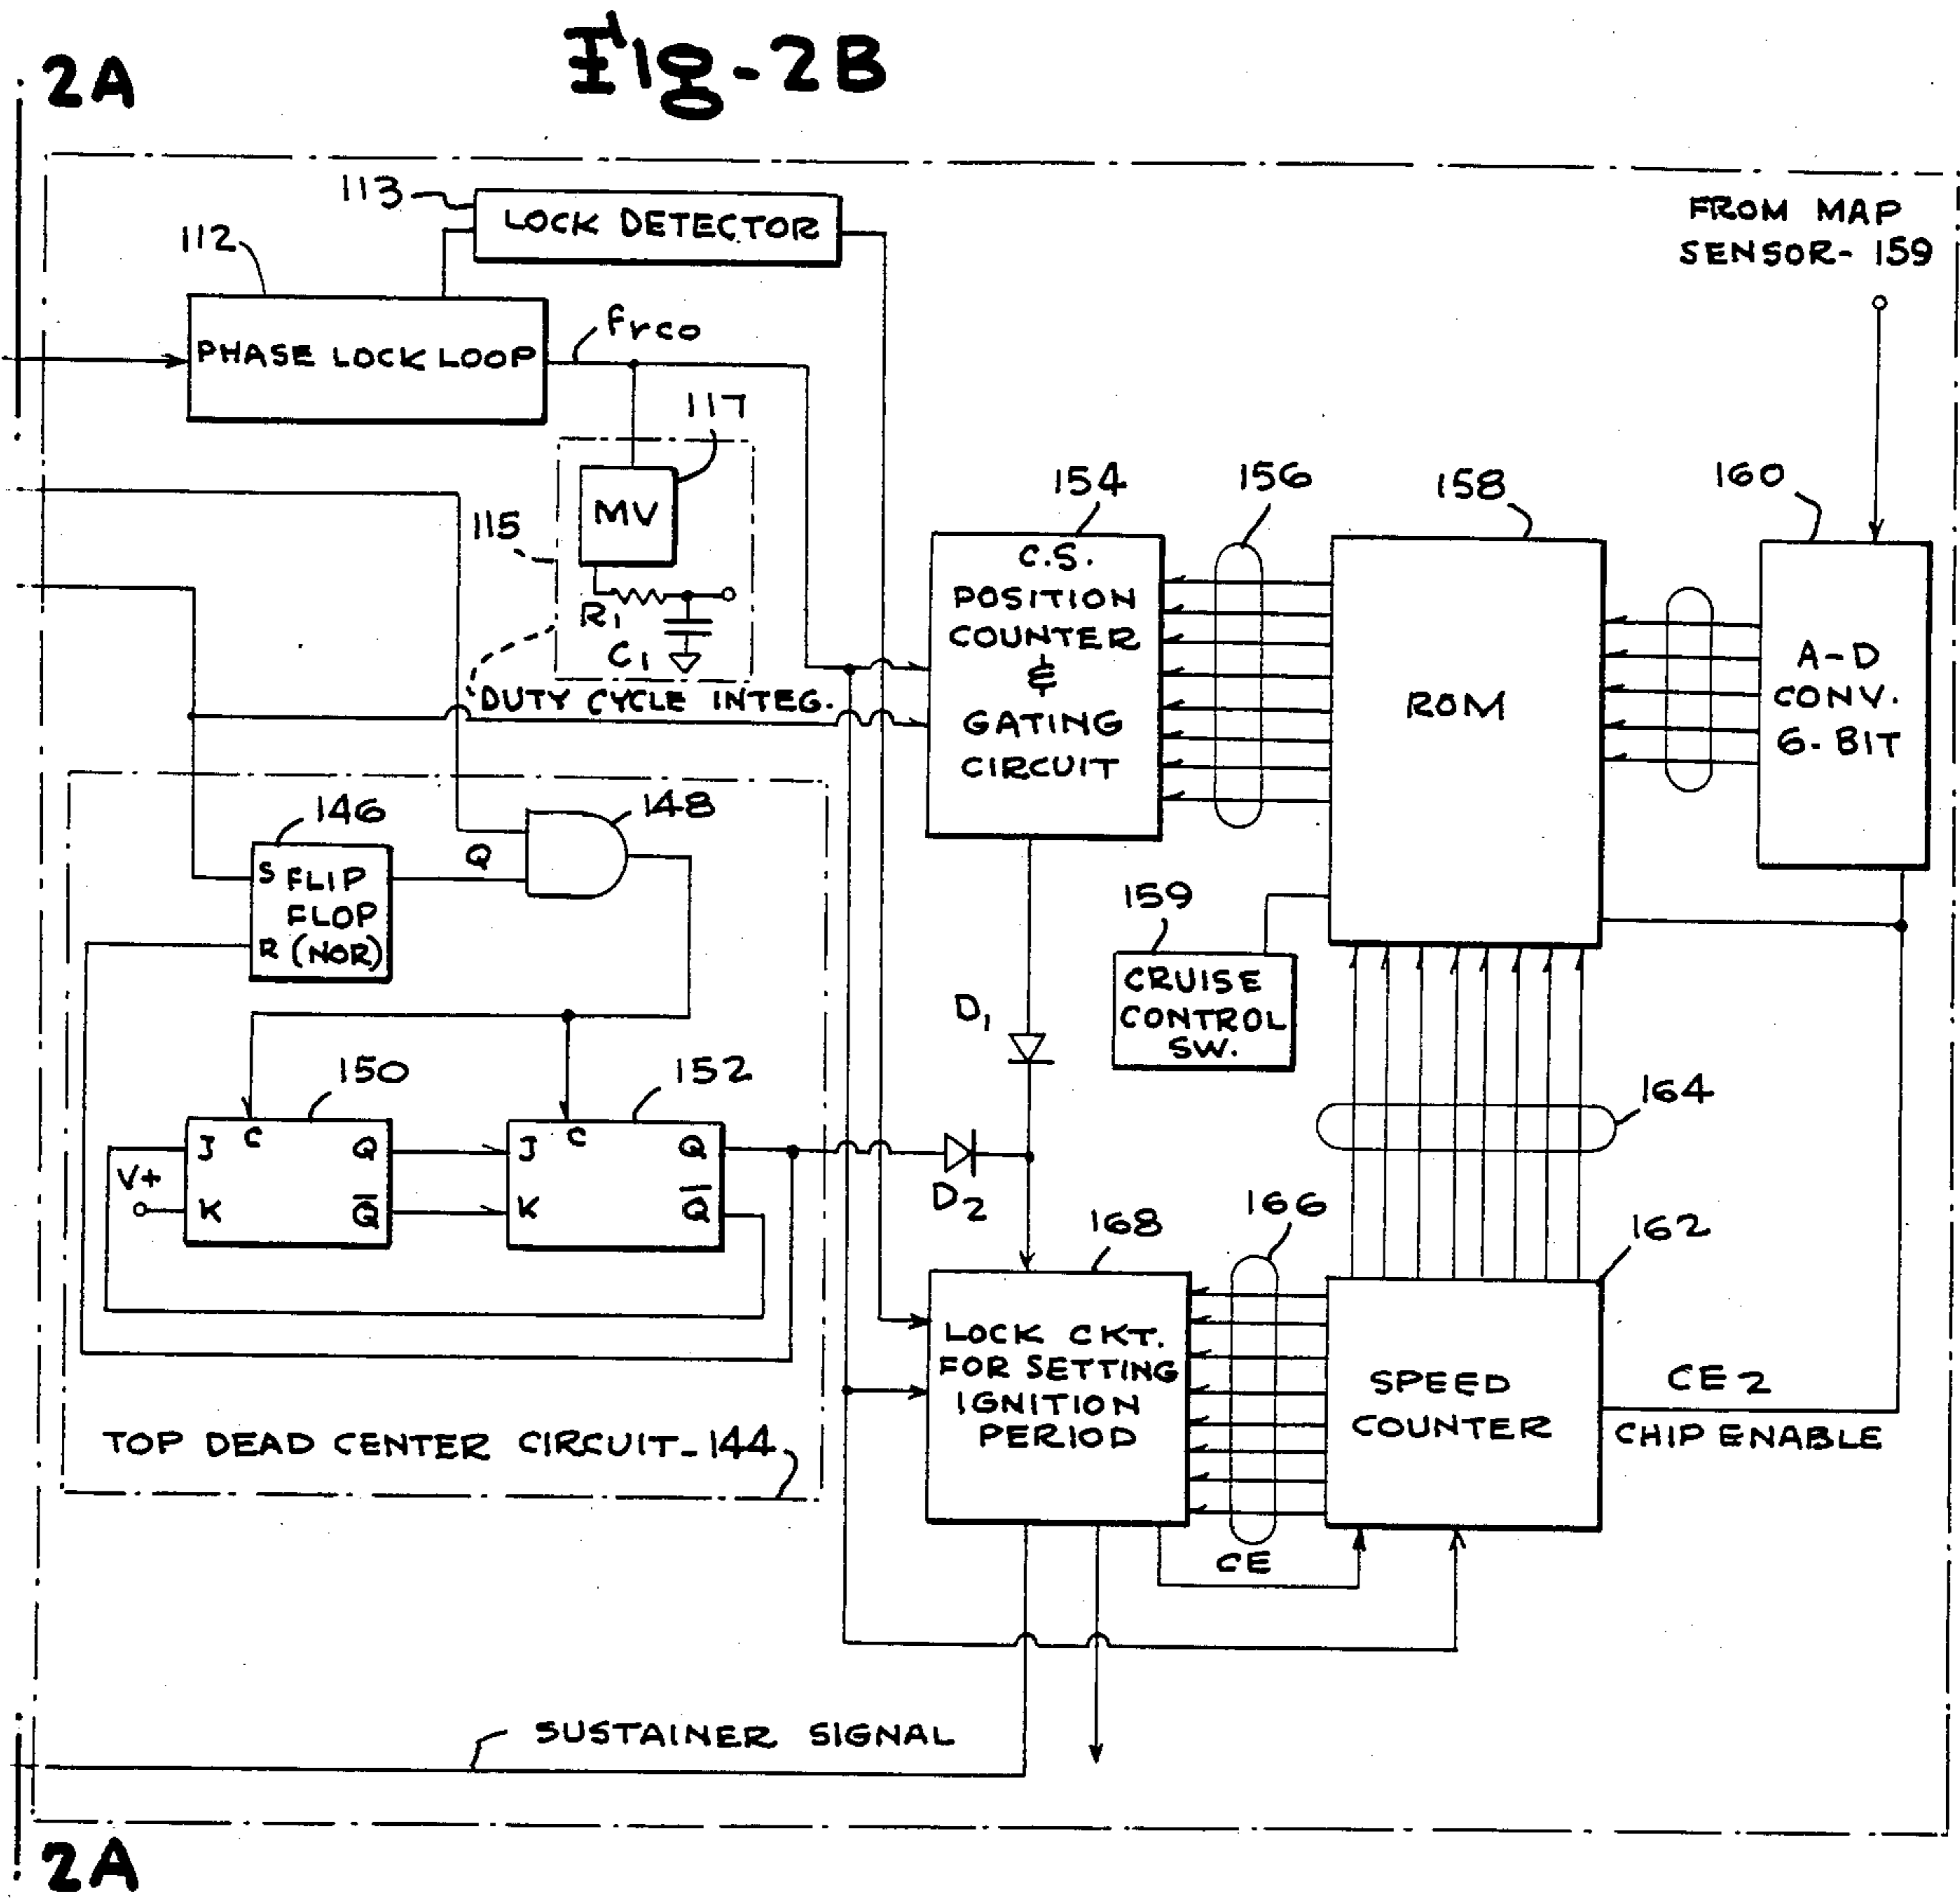 Fig-2B
2A
113
LOCK DETECTOR
FROM MAP
SENSOR- 159
112
frco
PHASE LOCK LOOP
117
MV
115
R1
C1
DUTY CYCLE INTEG.
154
156
158
160
C.S.
POSITION
COUNTER
&
GATING
CIRCUIT
ROM
A-D
CONV.
6-BIT
146
148
S FLIP
FLOP
R (NOR)
Q
159
CRUISE
CONTROL
SW.
D1
150
152
164
J C Q
V+
K Q̅
J C Q
K Q̅
D2
168
166
162
LOCK CKT.
FOR SETTING
IGNITION
PERIOD
SPEED
COUNTER
CE2
CHIP ENABLE
TOP DEAD CENTER CIRCUIT-144
CE
SUSTAINER SIGNAL
2A